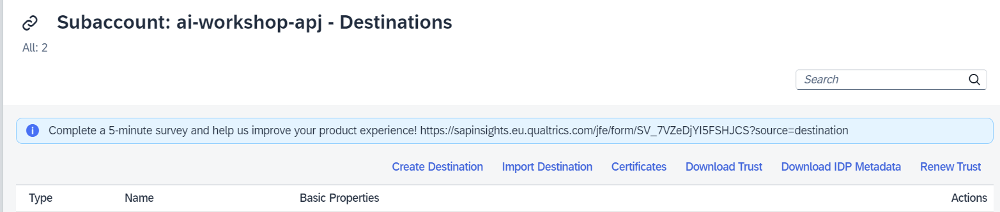 Subaccount: ai-workshop-apj - Destinations
All: 2
Search
Complete a 5-minute survey and help us improve your product experience! https://sapinsights.eu.qualtrics.com/jfe/form/SV_7VZeDjYI5FSHJCS?source=destination
Create Destination Import Destination Certificates Download Trust Download IDP Metadata Renew Trust
Type Name Basic Properties Actions